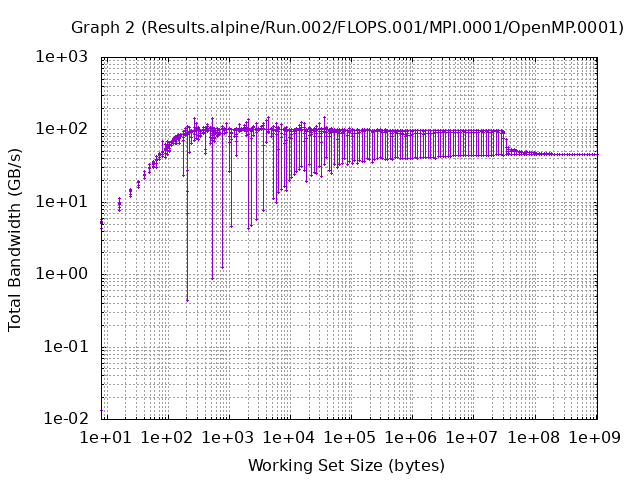 Graph 2 (Results.alpine/Run.002/FLOPS.001/MPI.0001/OpenMP.0001)
1e+03
1e+02
1e+01
1e+00
1e-01
1e-02
Total Bandwidth (GB/s)
1e+01 1e+02 1e+03 1e+04 1e+05 1e+06 1e+07 1e+08 1e+09
Working Set Size (bytes)